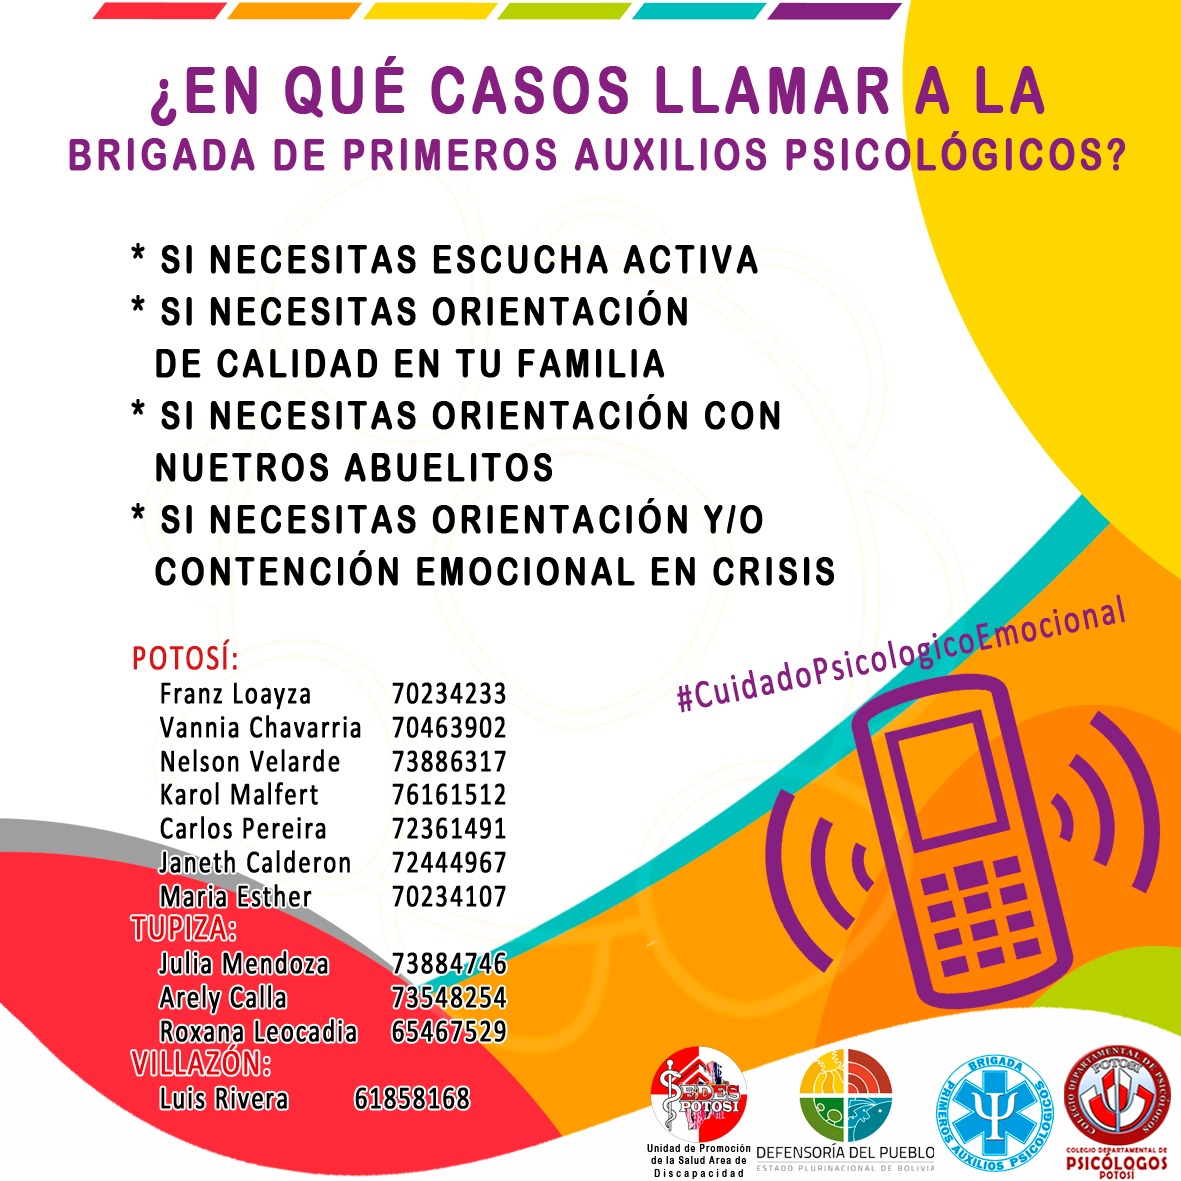 ¿EN QUÉ CASOS LLAMAR A LA
BRIGADA DE PRIMEROS AUXILIOS PSICOLÓGICOS?
* SI NECESITAS ESCUCHA ACTIVA
* SI NECESITAS ORIENTACIÓN
DE CALIDAD EN TU FAMILIA
* SI NECESITAS ORIENTACIÓN CON
NUETROS ABUELITOS
* SI NECESITAS ORIENTACIÓN Y/O
CONTENCIÓN EMOCIONAL EN CRISIS
#CuidadoPsicologicoEmocional
POTOSÍ:
Franz Loayza 70234233
Vannia Chavarria 70463902
Nelson Velarde 73886317
Karol Malfert 76161512
Carlos Pereira 72361491
Janeth Calderon 72444967
Maria Esther 70234107
TUPIZA:
Julia Mendoza 73884746
Arely Calla 73548254
Roxana Leocadia 65467529
VILLAZÓN:
Luis Rivera 61858168
SEDES
POTOSI
Unidad de Promoción
de la Salud Area de
Discapacidad
DEFENSORÍA DEL PUEBLO
ESTADO PLURINACIONAL DE BOLIVIA
BRIGADA
PRIMEROS AUXILIOS PSICOLOGICOS
COLEGIO DEPARTAMENTAL DE PSICÓLOGOS
POTOSI
COLEGIO DEPARTAMENTAL DE
PSICÓLOGOS
POTOSÍ